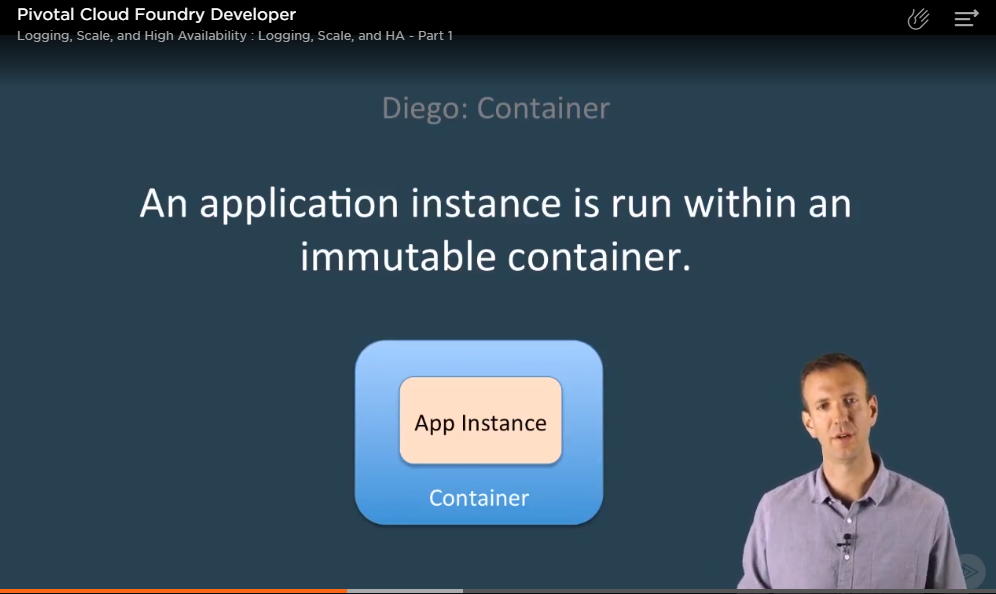 Pivotal Cloud Foundry Developer
Logging, Scale, and High Availability : Logging, Scale, and HA - Part 1
Diego: Container
An application instance is run within an
immutable container.
App Instance
Container